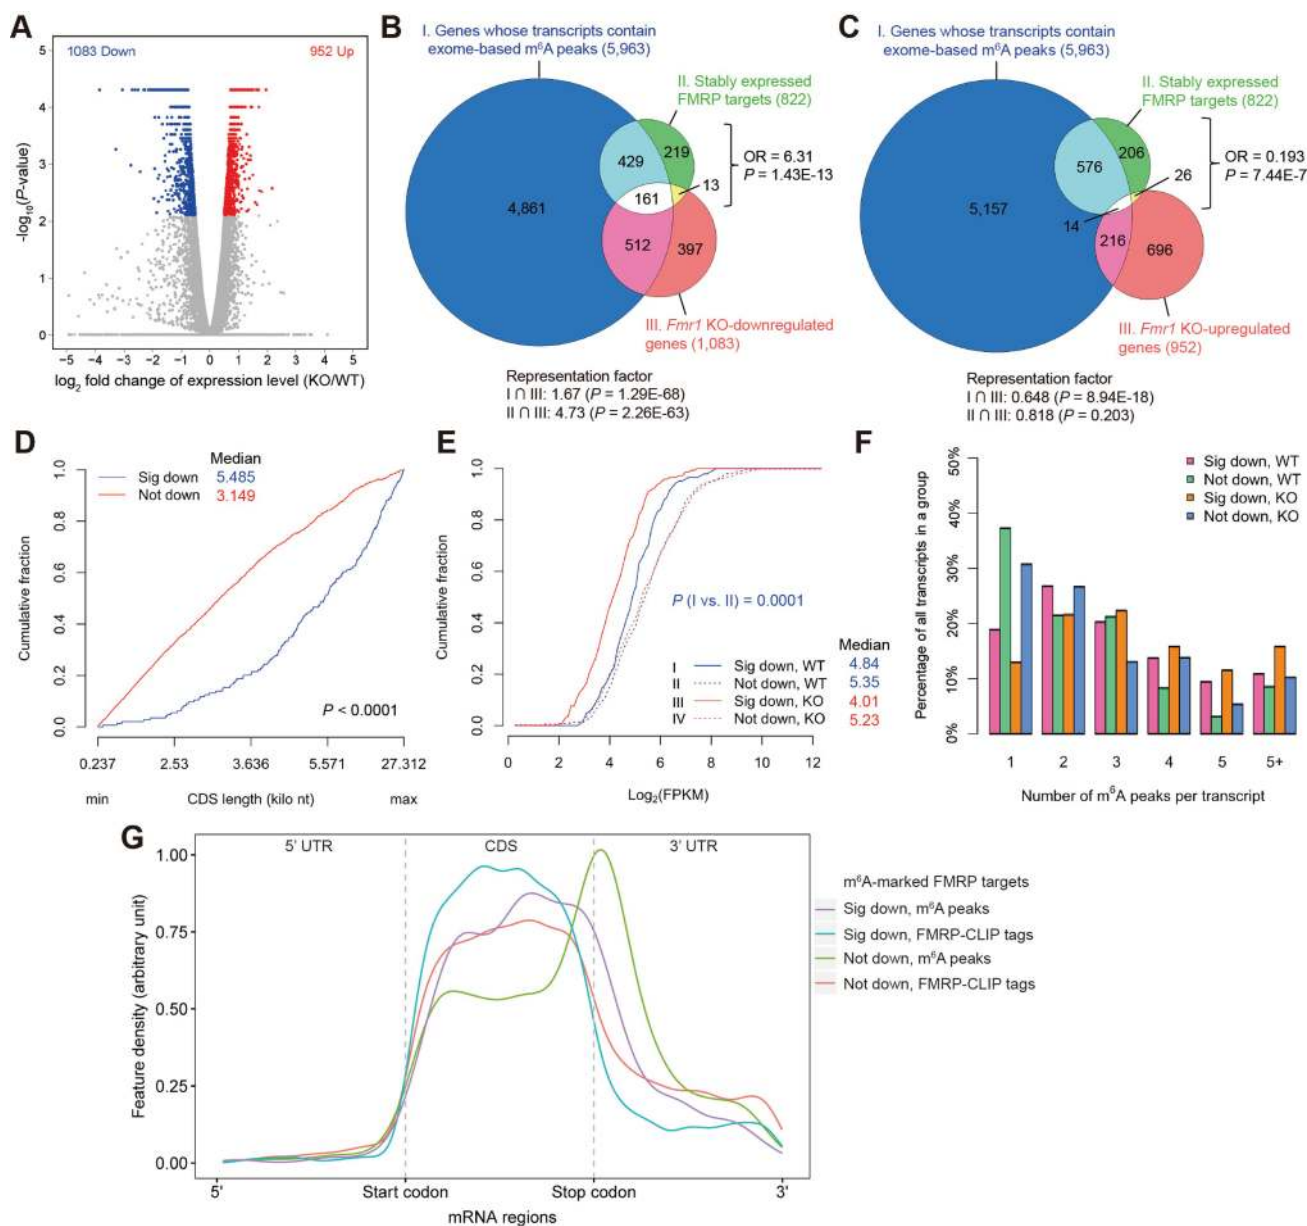 A
1083 Down
952 Up
5
4
3
2
1
0
-log10(P-value)
−5 −4 −3 −2 −1 0 1 2 3 4 5
log2 fold change of expression level (KO/WT)
B
I. Genes whose transcripts contain
exome-based m⁶A peaks (5,963)
II. Stably expressed
FMRP targets (822)
219
429
13
161
4,861
512
397
OR = 6.31
P = 1.43E-13
III. Fmr1 KO-downregulated
genes (1,083)
Representation factor
I ∩ III: 1.67 (P = 1.29E-68)
II ∩ III: 4.73 (P = 2.26E-63)
C
I. Genes whose transcripts contain
exome-based m⁶A peaks (5,963)
II. Stably expressed
FMRP targets (822)
206
576
26
5,157
14
216
696
OR = 0.193
P = 7.44E-7
III. Fmr1 KO-upregulated
genes (952)
Representation factor
I ∩ III: 0.648 (P = 8.94E-18)
II ∩ III: 0.818 (P = 0.203)
D
Median
Sig down 5.485
Not down 3.149
1.0
0.8
0.6
0.4
0.2
0.0
Cumulative fraction
P < 0.0001
0.237 2.53 3.636 5.571 27.312
min CDS length (kilo nt) max
E
1.0
0.8
0.6
0.4
0.2
0.0
Cumulative fraction
P (I vs. II) = 0.0001
Median
I Sig down, WT 4.84
II Not down, WT 5.35
III Sig down, KO 4.01
IV Not down, KO 5.23
0 2 4 6 8 10 12
Log2(FPKM)
F
50%
40%
30%
20%
10%
0%
Percentage of all transcripts in a group
Sig down, WT
Not down, WT
Sig down, KO
Not down, KO
1 2 3 4 5 5+
Number of m⁶A peaks per transcript
G
5' UTR CDS 3' UTR
1.00
0.75
0.50
0.25
0.00
Feature density (arbitrary unit)
5' Start codon Stop codon 3'
mRNA regions
m⁶A-marked FMRP targets
Sig down, m⁶A peaks
Sig down, FMRP-CLIP tags
Not down, m⁶A peaks
Not down, FMRP-CLIP tags